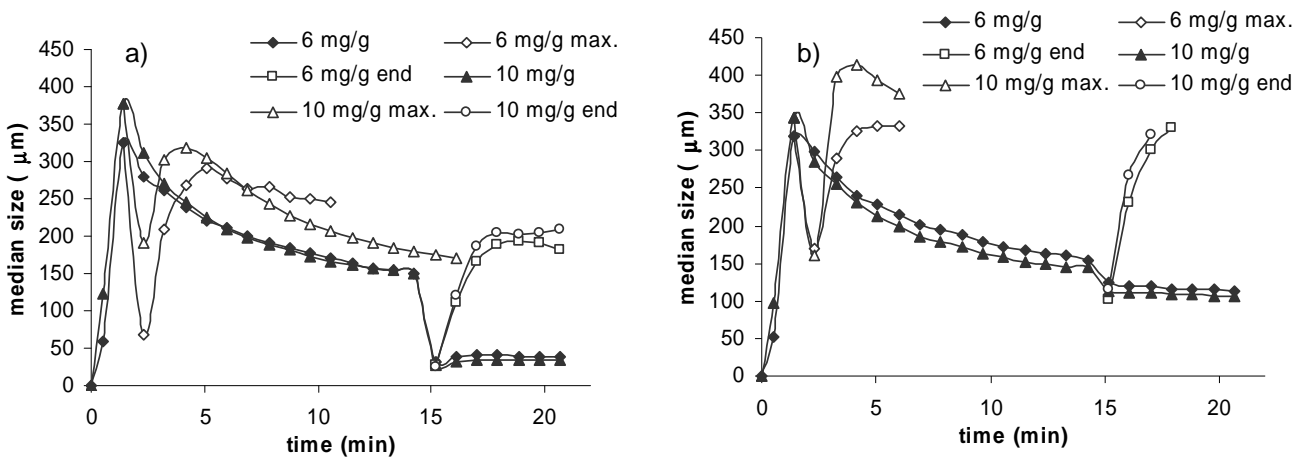 a)
6 mg/g
6 mg/g max.
6 mg/g end
10 mg/g
10 mg/g max.
10 mg/g end
median size ( μm)
450
400
350
300
250
200
150
100
50
0
0 5 10 15 20
time (min)
b)
6 mg/g
6 mg/g max.
6 mg/g end
10 mg/g
10 mg/g max.
10 mg/g end
median size ( μm)
450
400
350
300
250
200
150
100
50
0
0 5 10 15 20
time (min)